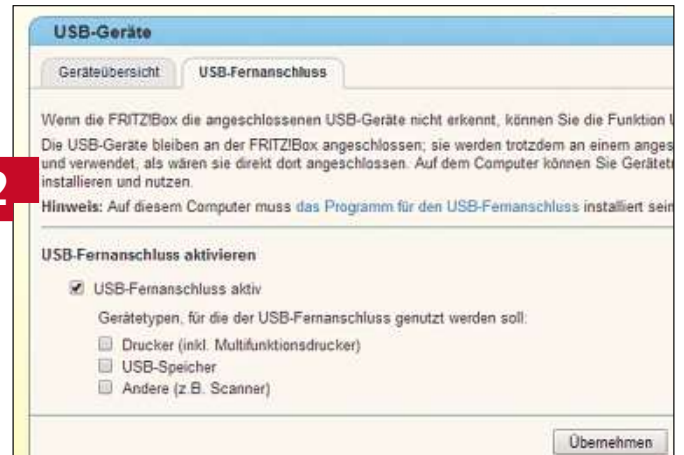 USB-Geräte
Geräteübersicht USB-Fernanschluss
Wenn die FRITZ!Box die angeschlossenen USB-Geräte nicht erkennt, können Sie die Funktion
Die USB-Geräte bleiben an der FRITZ!Box angeschlossen; sie werden trotzdem an einem
und verwendet, als wären sie direkt dort angeschlossen. Auf dem Computer können Sie
installieren und nutzen.
2
Hinweis: Auf diesem Computer muss das Programm für den USB-Fernanschluss installiert sein
USB-Fernanschluss aktivieren
USB-Fernanschluss aktiv
Gerätetypen, für die der USB-Fernanschluss genutzt werden soll:
Drucker (inkl. Multifunktionsdrucker)
USB-Speicher
Andere (z.B. Scanner)
Übernehmen